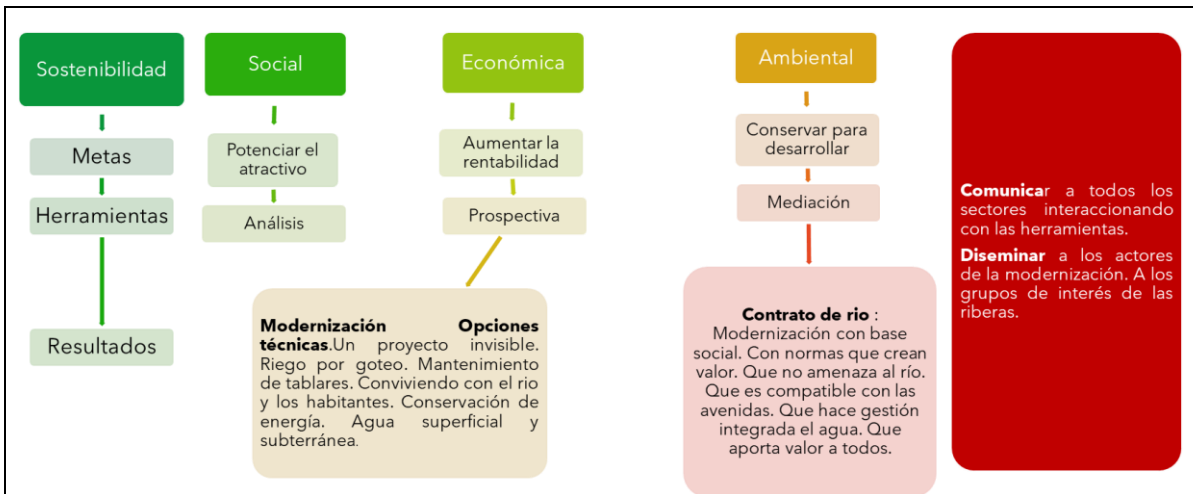 Sostenibilidad
Metas
Herramientas
Resultados
Social
Potenciar el
atractivo
Análisis
Económica
Aumentar la
rentabilidad
Prospectiva
Modernización Opciones
técnicas.Un proyecto invisible.
Riego por goteo. Mantenimiento
de tablares. Conviviendo con el rio
y los habitantes. Conservación de
energía. Agua superficial y
subterránea.
Ambiental
Conservar para
desarrollar
Mediación
Contrato de rio :
Modernización con base
social. Con normas que crean
valor. Que no amenaza al río.
Que es compatible con las
avenidas. Que hace gestión
integrada el agua. Que
aporta valor a todos.
Comunicar a todos los
sectores interaccionando
con las herramientas.
Diseminar a los actores
de la modernización. A los
grupos de interés de las
riberas.